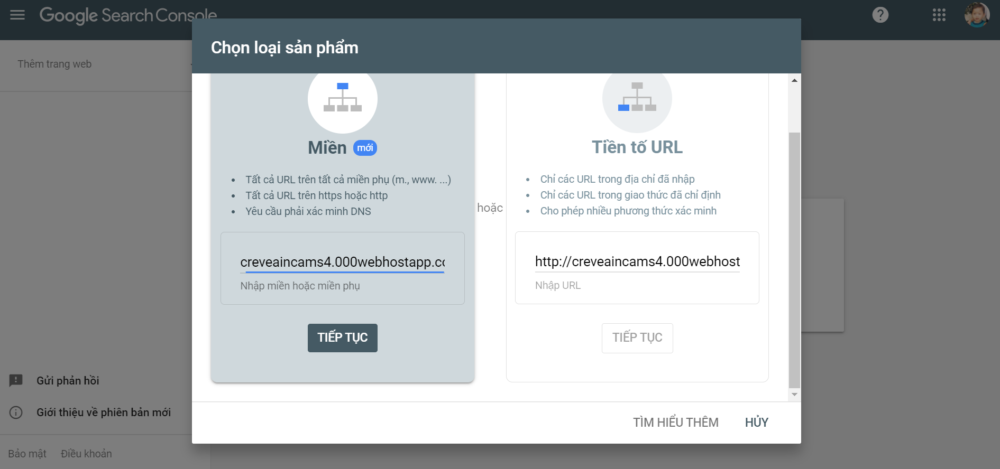 Google Search Console
?
Chọn loại sản phẩm
Thêm trang web
Miền mới
Tất cả URL trên tất cả miền phụ (m., www. ...)
Tất cả URL trên https hoặc http
Yêu cầu phải xác minh DNS
creveaincams4.000webhostapp.co
Nhập miền hoặc miền phụ
TIẾP TỤC
hoặc
Tiền tố URL
Chỉ các URL trong địa chỉ đã nhập
Chỉ các URL trong giao thức đã chỉ định
Cho phép nhiều phương thức xác minh
http://creveaincams4.000webhost
Nhập URL
TIẾP TỤC
Gửi phản hồi
Giới thiệu về phiên bản mới
Bảo mật Điều khoản
TÌM HIỂU THÊM HỦY